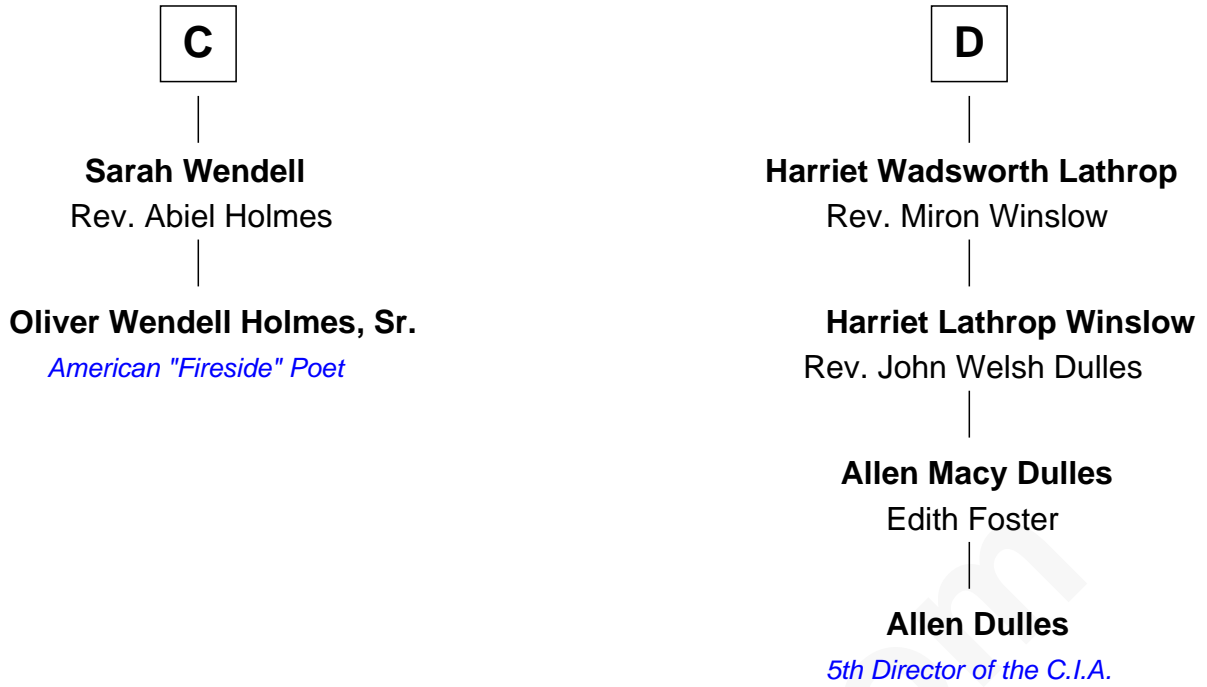 C
Sarah Wendell
Rev. Abiel Holmes
Oliver Wendell Holmes, Sr.
American "Fireside" Poet
D
Harriet Wadsworth Lathrop
Rev. Miron Winslow
Harriet Lathrop Winslow
Rev. John Welsh Dulles
Allen Macy Dulles
Edith Foster
Allen Dulles
5th Director of the C.I.A.